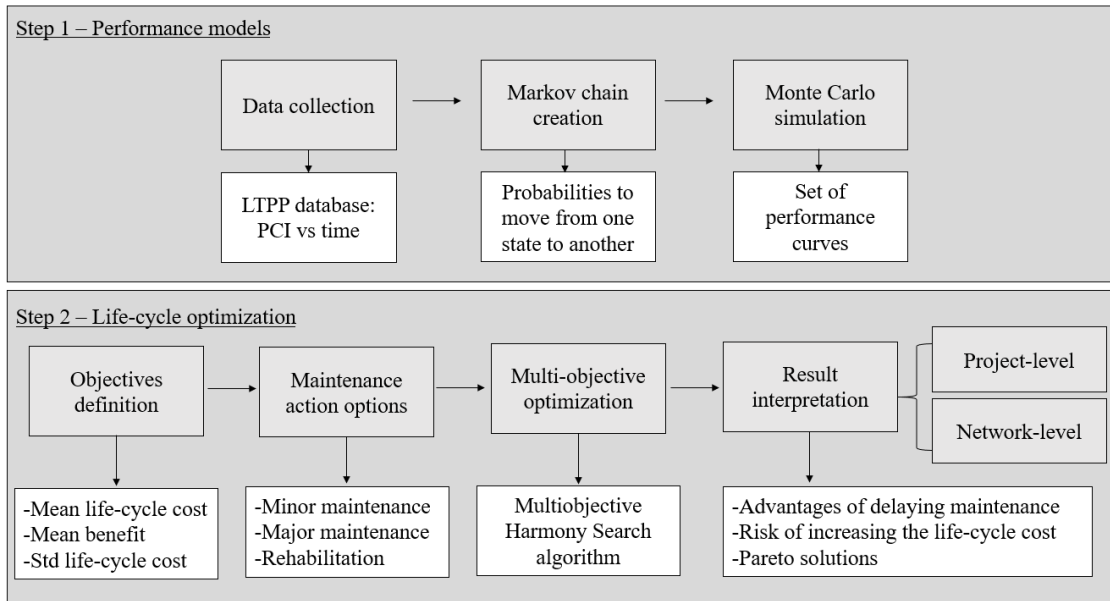 Step 1 – Performance models
Data collection
Markov chain
creation
Monte Carlo
simulation
LTPP database:
PCI vs time
Probabilities to
move from one
state to another
Set of
performance
curves
Step 2 – Life-cycle optimization
Objectives
definition
Maintenance
action options
Multi-objective
optimization
Result
interpretation
Project-level
Network-level
-Mean life-cycle cost
-Mean benefit
-Std life-cycle cost
-Minor maintenance
-Major maintenance
-Rehabilitation
Multiobjective
Harmony Search
algorithm
-Advantages of delaying maintenance
-Risk of increasing the life-cycle cost
-Pareto solutions